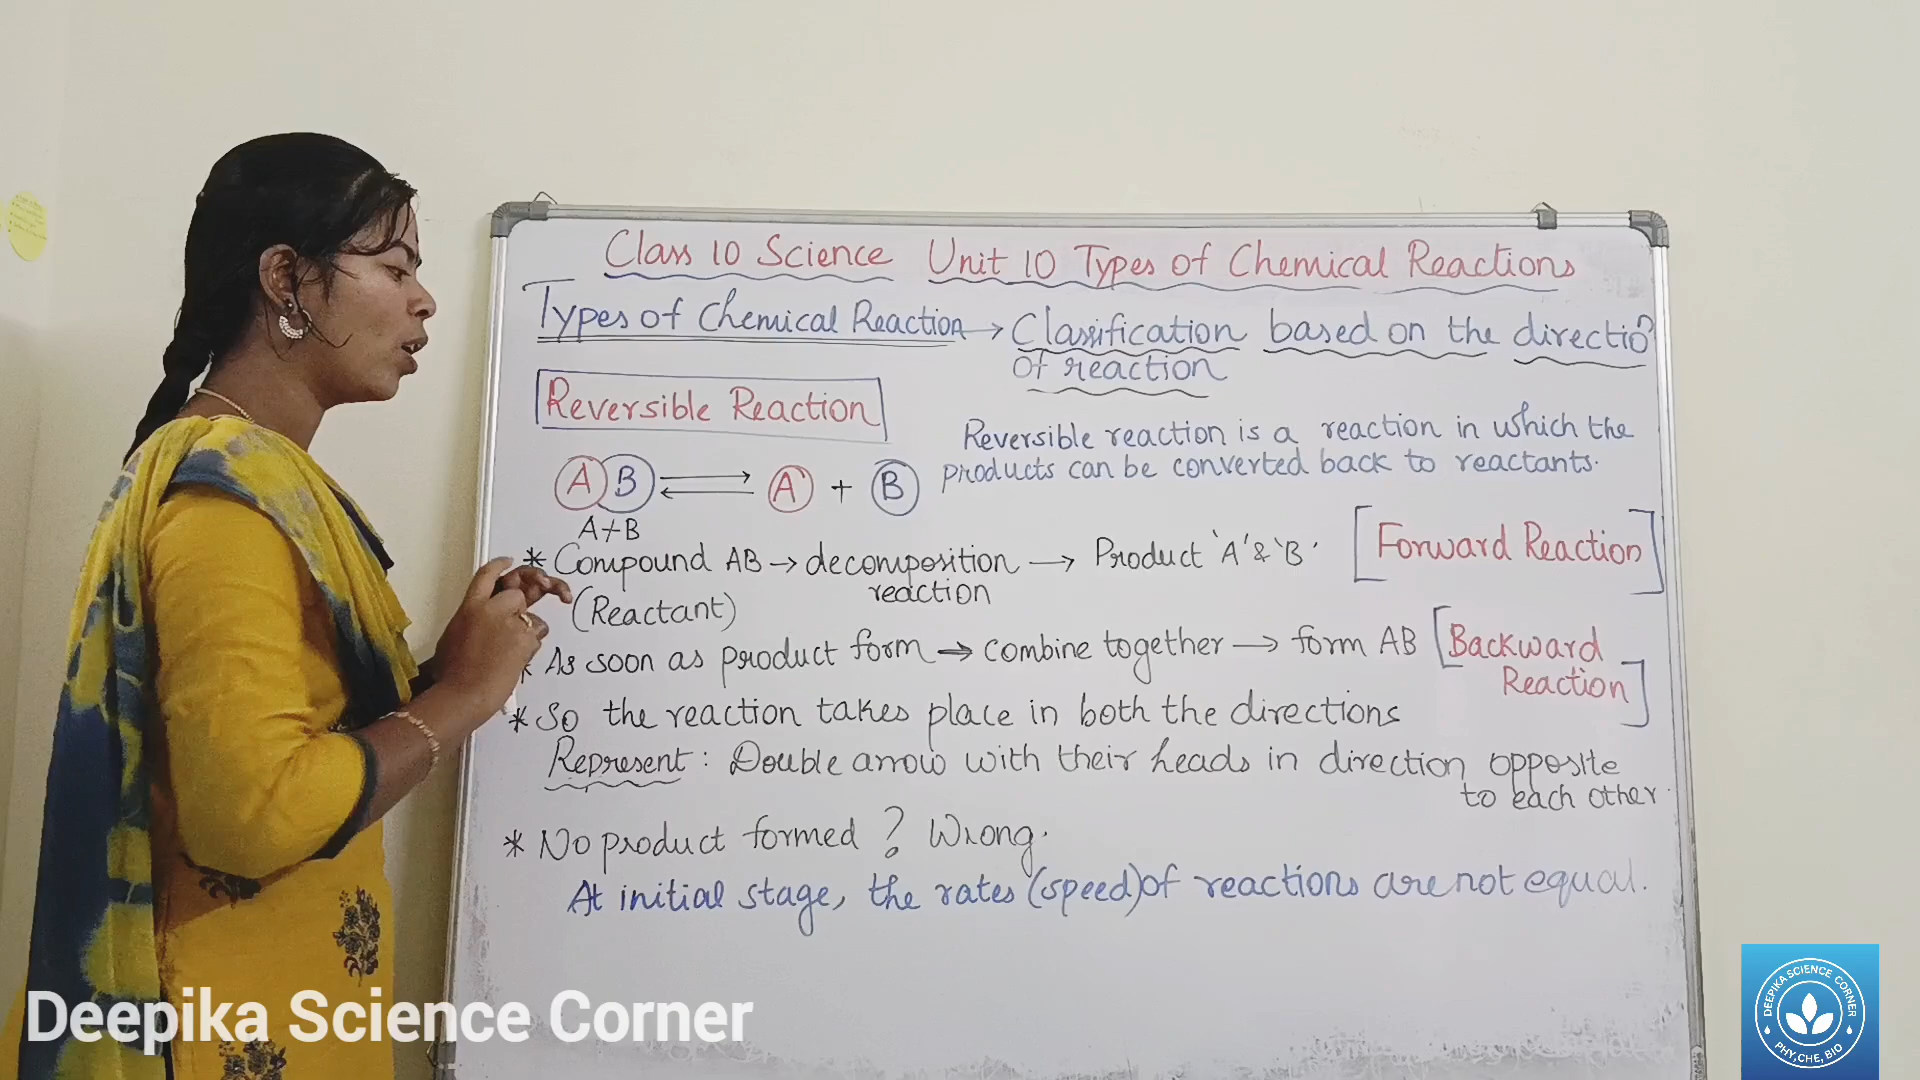 Class 10 Science Unit 10 Types of Chemical Reactions
Types of Chemical Reaction → Classification based on the direction
of reaction
Reversible Reaction
Reversible reaction is a reaction in which the
products can be converted back to reactants.
A B ⇌ A + B
A+B
* Compound AB → decomposition → Product 'A' & 'B' [Forward Reaction]
(Reactant) reaction
* As soon as product form → combine together → form AB [Backward
Reaction]
* So the reaction takes place in both the directions
Represent : Double arrow with their heads in direction opposite
to each other.
* No product formed ? Wrong.
At initial stage, the rates (speed) of reactions are not equal.
Deepika Science Corner
DEEPIKA SCIENCE CORNER
PHY, CHE, BIO